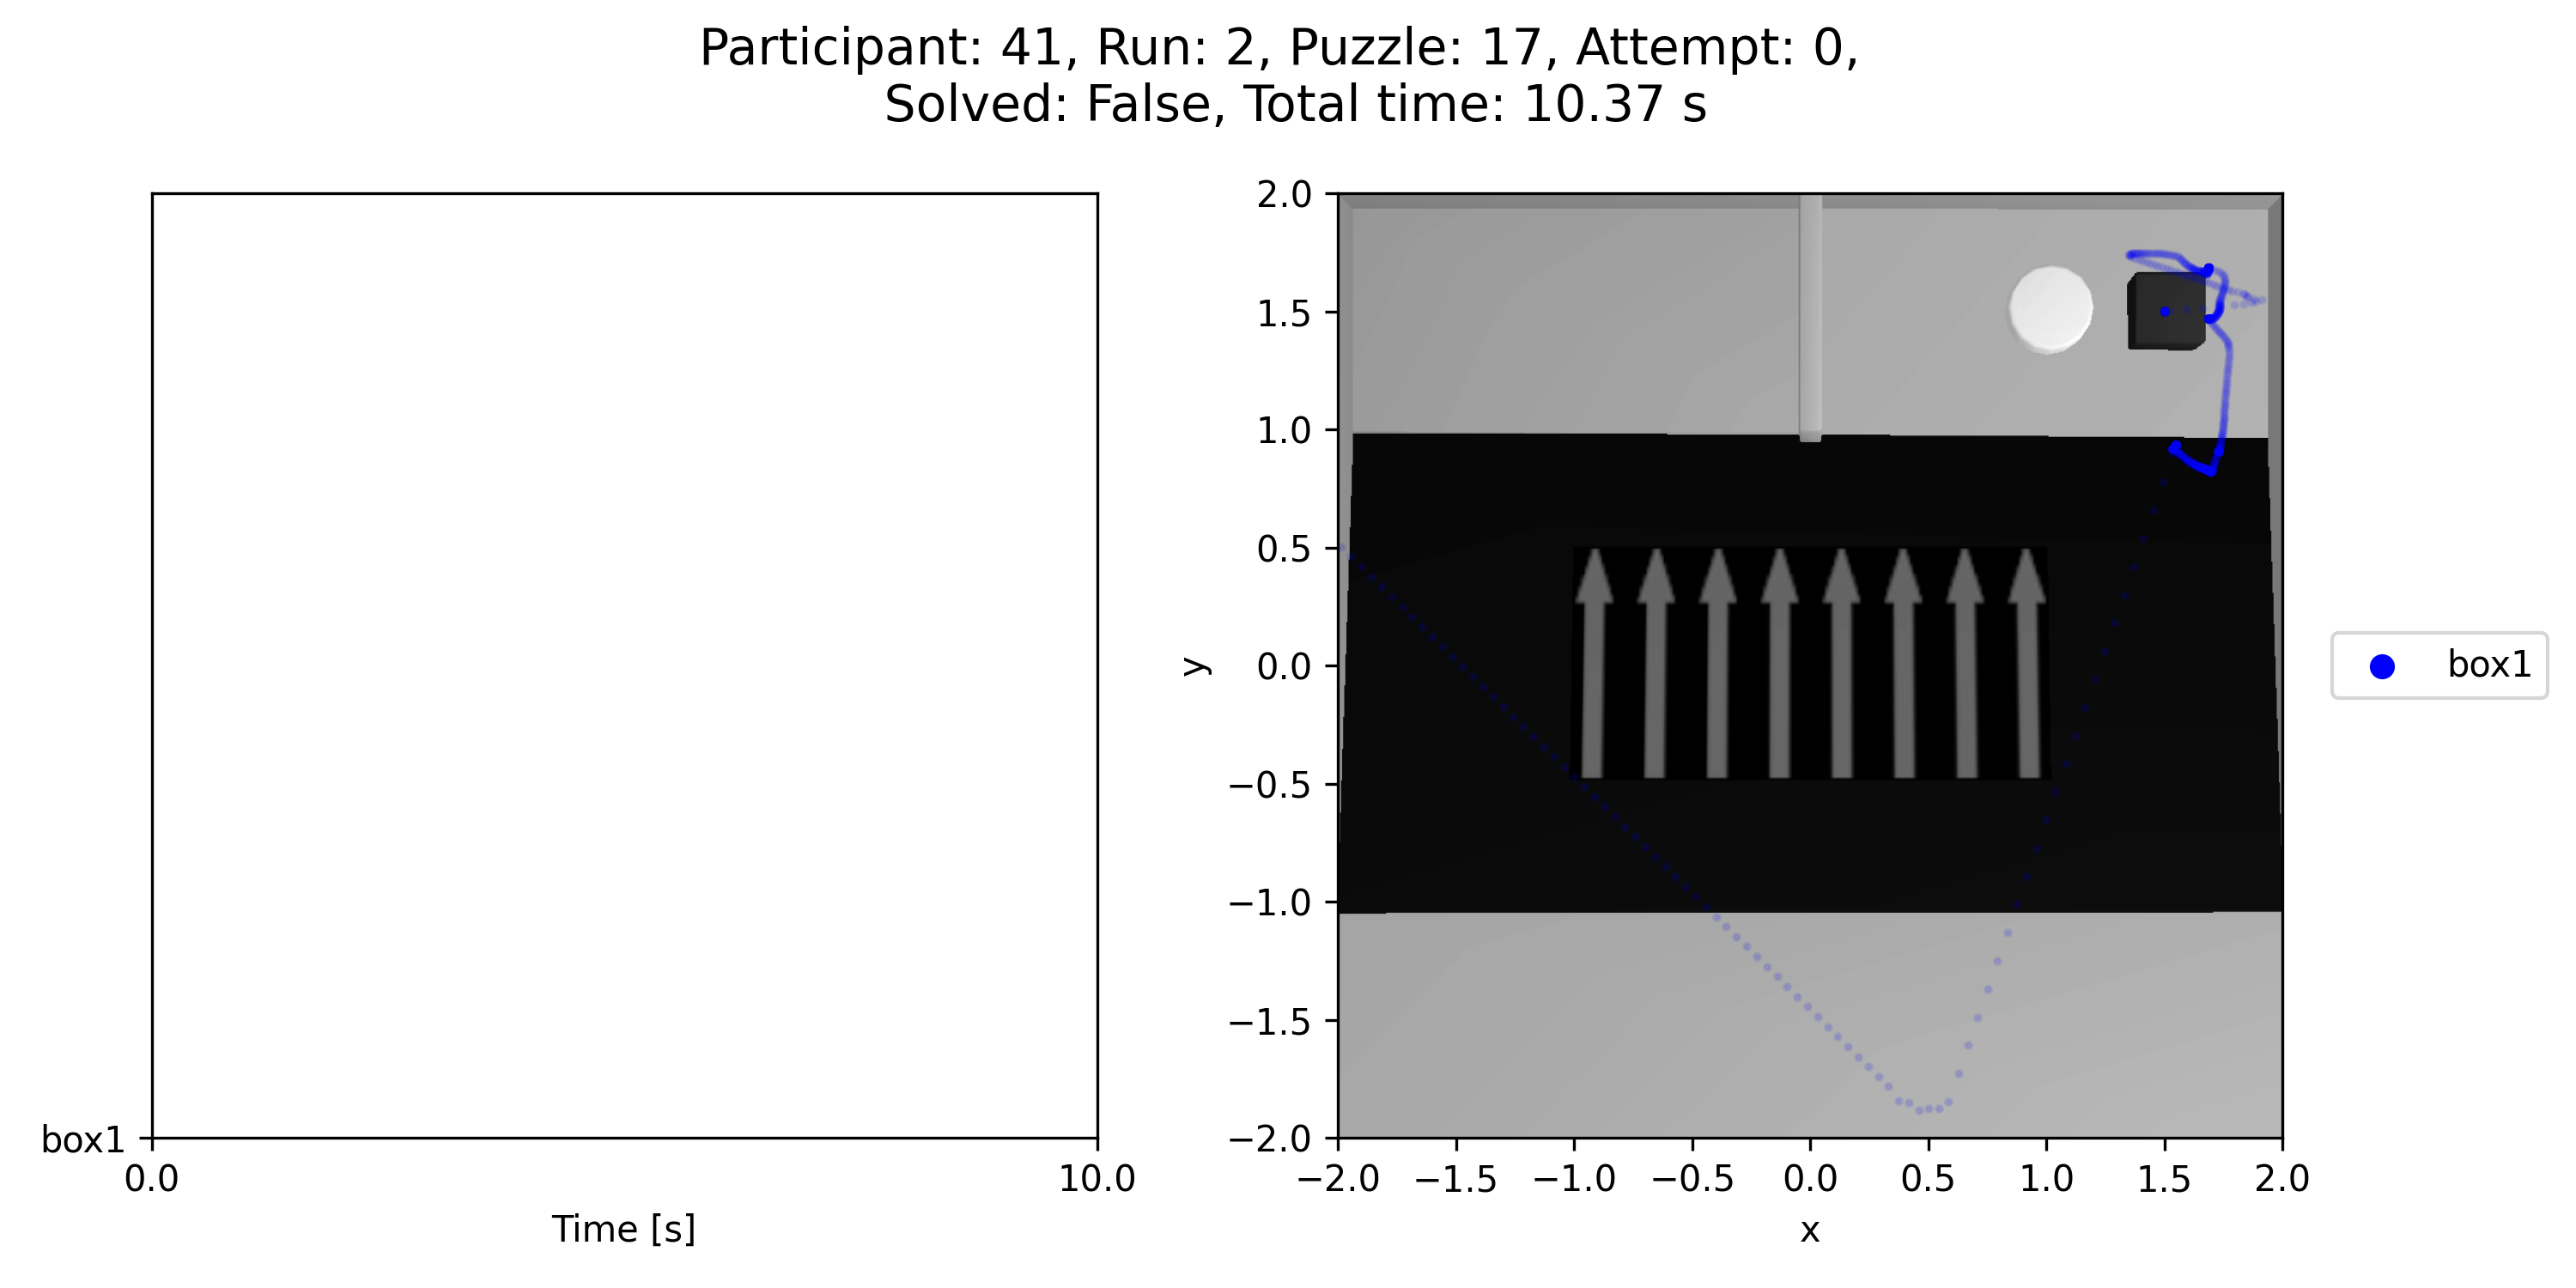 Participant: 41, Run: 2, Puzzle: 17, Attempt: 0,
Solved: False, Total time: 10.37 s
box1
0.0
10.0
Time [s]
2.0
1.5
1.0
0.5
0.0
−0.5
−1.0
−1.5
−2.0
y
−2.0
−1.5
−1.0
−0.5
0.0
0.5
1.0
1.5
2.0
x
box1